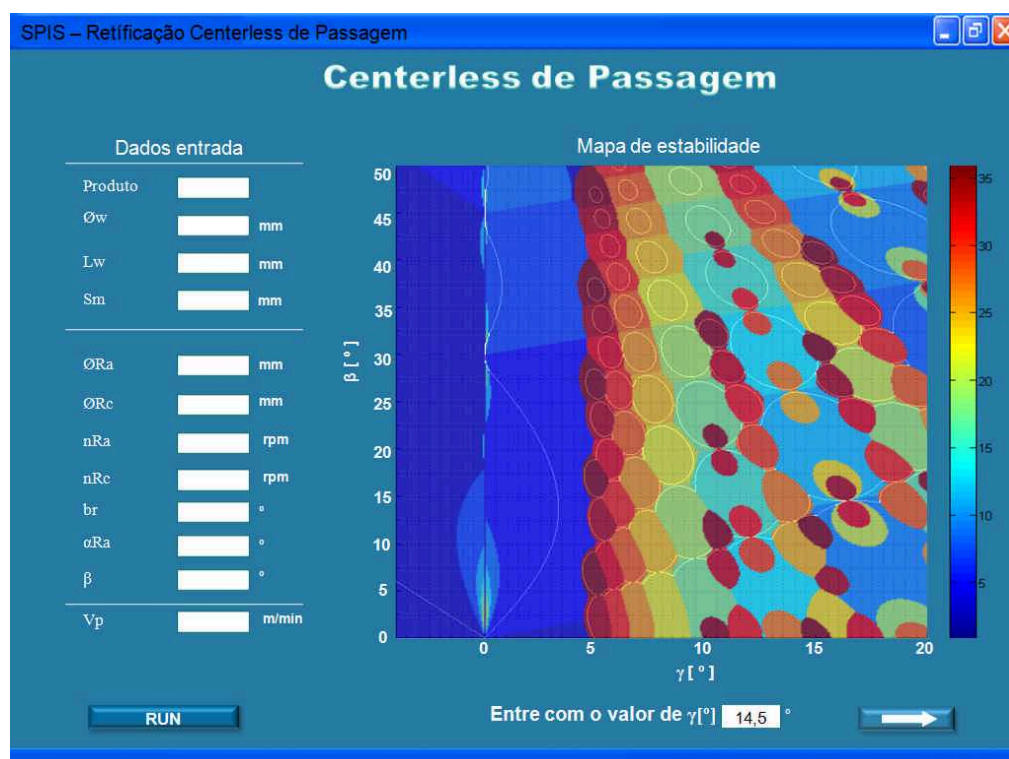 SPIS – Retíficação Centerless de Passagem
Centerless de Passagem
Dados entrada
Produto
Øw mm
Lw mm
Sm mm
ØRa mm
ØRc mm
nRa rpm
nRc rpm
br º
αRa º
β º
Vp m/min
RUN
Mapa de estabilidade
50
45
40
35
30
25
20
15
10
5
0
β [ º ]
0 5 10 15 20
γ [ º ]
35
30
25
20
15
10
5
Entre com o valor de γ[º] 14,5 º